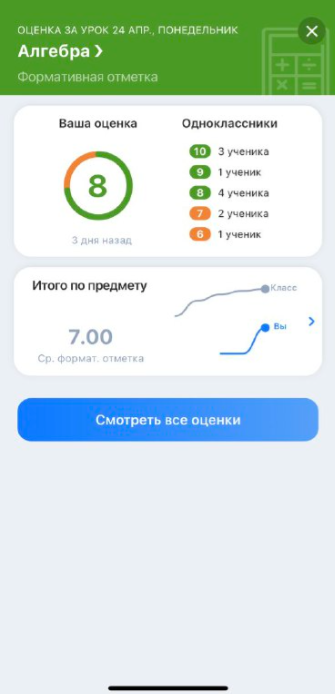 ОЦЕНКА ЗА УРОК 24 АПР., ПОНЕДЕЛЬНИК
Алгебра
Формативная отметка
Ваша оценка
8
3 дня назад
Одноклассники
10 3 ученика
9 1 ученик
8 4 ученика
7 2 ученика
6 1 ученик
Итого по предмету
7.00
Ср. формат. отметка
Класс
Вы
Смотреть все оценки